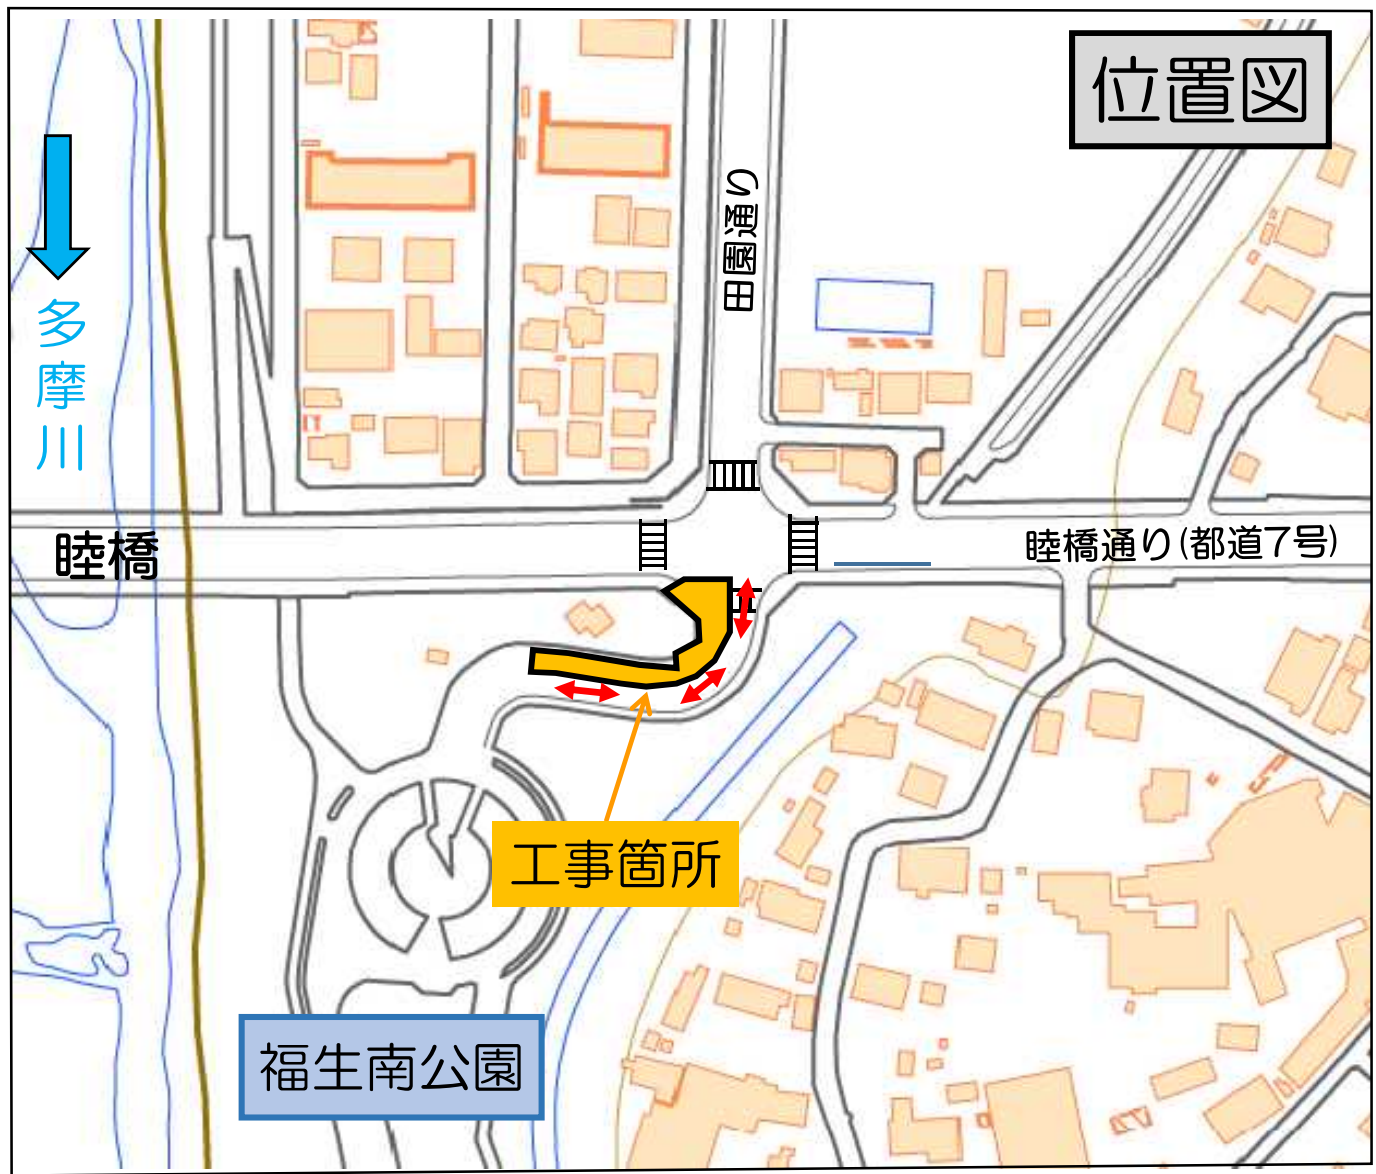 位置図
田園通り
多摩川
睦橋
睦橋通り(都道7号)
工事箇所
福生南公園